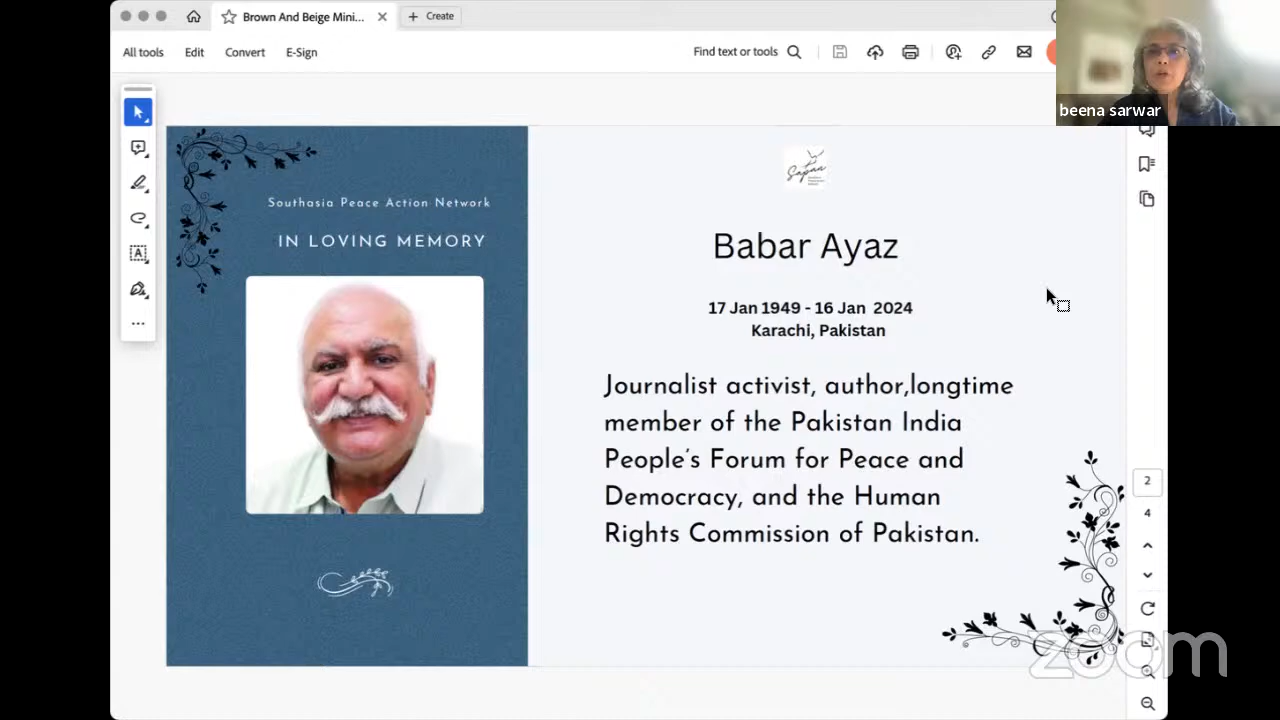 Brown And Beige Mini...
Create
All tools
Edit
Convert
E-Sign
Find text or tools
beena sarwar
Southasia Peace Action Network
IN LOVING MEMORY
Sapan
Babar Ayaz
17 Jan 1949 - 16 Jan 2024
Karachi, Pakistan
Journalist activist, author,longtime
member of the Pakistan India
People's Forum for Peace and
Democracy, and the Human
Rights Commission of Pakistan.
2
4
zoom